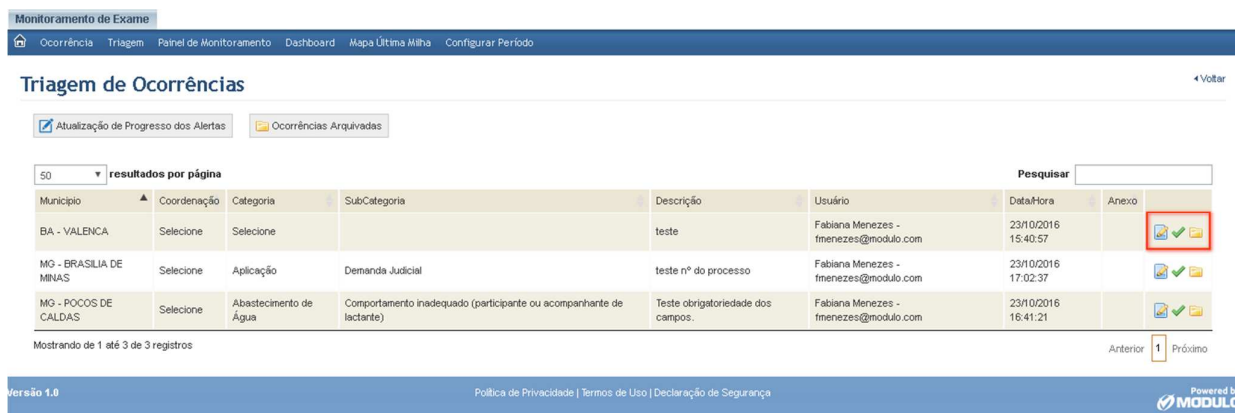 Monitoramento de Exame
Ocorrência Triagem Painel de Monitoramento Dashboard Mapa Última Milha Configurar Período
Triagem de Ocorrências
Voltar
Atualização de Progresso dos Alertas Ocorrências Arquivadas
50 resultados por página Pesquisar
Municipio Coordenação Categoria SubCategoria Descrição Usuário Data/Hora Anexo
BA - VALENCA Selecione Selecione teste Fabiana Menezes - fmenezes@modulo.com 23/10/2016 15:40:57
MG - BRASILIA DE MINAS Selecione Aplicação Demanda Judicial teste nº do processo Fabiana Menezes - fmenezes@modulo.com 23/10/2016 17:02:37
MG - POCOS DE CALDAS Selecione Abastecimento de Água Comportamento inadequado (participante ou acompanhante de lactante) Teste obrigatoriedade dos campos. Fabiana Menezes - fmenezes@modulo.com 23/10/2016 16:41:21
Mostrando de 1 até 3 de 3 registros Anterior 1 Próximo
Versão 1.0 Política de Privacidade | Termos de Uso | Declaração de Segurança Powered b
MODULO